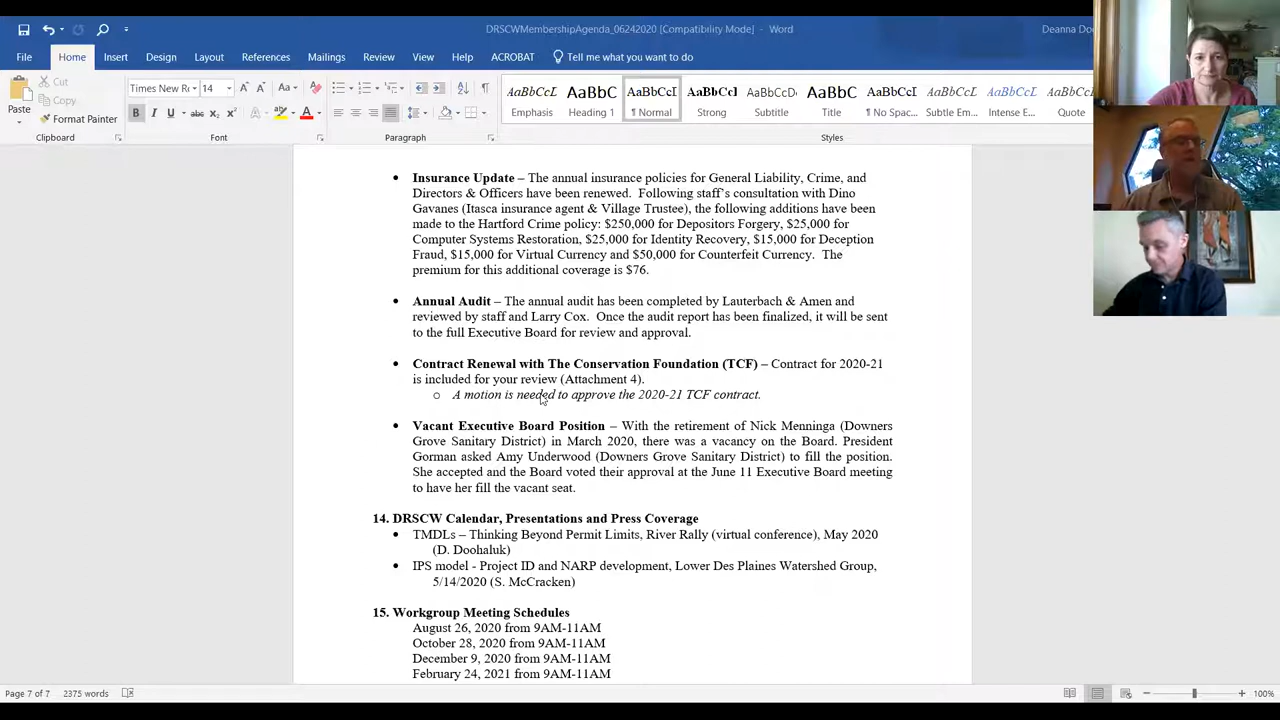 DRSCWMembershipAgenda_06242020 [Compatibility Mode] - Word
Deanna Doo
File Home Insert Design Layout References Mailings Review View Help ACROBAT Tell me what you want to do
Paste
Cut
Copy
Format Painter
Clipboard
Times New Ro 14
Font
Paragraph
AaBbCcI AaBbC AaBbCcI AaBbCcl AaBbCcD AaBbC AaBbCcI AaBbCcI AaBbCcI AaBbCcI
Emphasis Heading 1 ¶ Normal Strong Subtitle Title ¶ No Spac... Subtle Em... Intense E... Quote
Styles
• Insurance Update – The annual insurance policies for General Liability, Crime, and
Directors & Officers have been renewed. Following staff's consultation with Dino
Gavanes (Itasca insurance agent & Village Trustee), the following additions have been
made to the Hartford Crime policy: $250,000 for Depositors Forgery, $25,000 for
Computer Systems Restoration, $25,000 for Identity Recovery, $15,000 for Deception
Fraud, $15,000 for Virtual Currency and $50,000 for Counterfeit Currency. The
premium for this additional coverage is $76.
• Annual Audit – The annual audit has been completed by Lauterbach & Amen and
reviewed by staff and Larry Cox. Once the audit report has been finalized, it will be sent
to the full Executive Board for review and approval.
• Contract Renewal with The Conservation Foundation (TCF) – Contract for 2020-21
is included for your review (Attachment 4).
o A motion is needed to approve the 2020-21 TCF contract.
• Vacant Executive Board Position – With the retirement of Nick Menninga (Downers
Grove Sanitary District) in March 2020, there was a vacancy on the Board. President
Gorman asked Amy Underwood (Downers Grove Sanitary District) to fill the position.
She accepted and the Board voted their approval at the June 11 Executive Board meeting
to have her fill the vacant seat.
14. DRSCW Calendar, Presentations and Press Coverage
• TMDLs – Thinking Beyond Permit Limits, River Rally (virtual conference), May 2020
(D. Doohaluk)
• IPS model - Project ID and NARP development, Lower Des Plaines Watershed Group,
5/14/2020 (S. McCracken)
15. Workgroup Meeting Schedules
August 26, 2020 from 9AM-11AM
October 28, 2020 from 9AM-11AM
December 9, 2020 from 9AM-11AM
February 24, 2021 from 9AM-11AM
Page 7 of 7 2375 words
100%